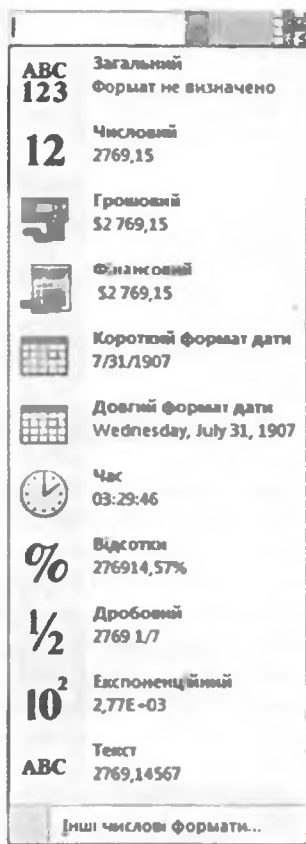 ABC
123
Загальний
Формат не визначено
12
Числовий
2769,15
Грошовий
$2 769,15
Фінансовий
$2 769,15
Короткий формат дати
7/31/1907
Довгий формат дати
Wednesday, July 31, 1907
Час
03:29:46
%
Відсотки
276914,57%
1/2
Дробовий
2769 1/7
10²
Експоненційний
2,77E+03
ABC
Текст
2769,14567
Інші числові формати...